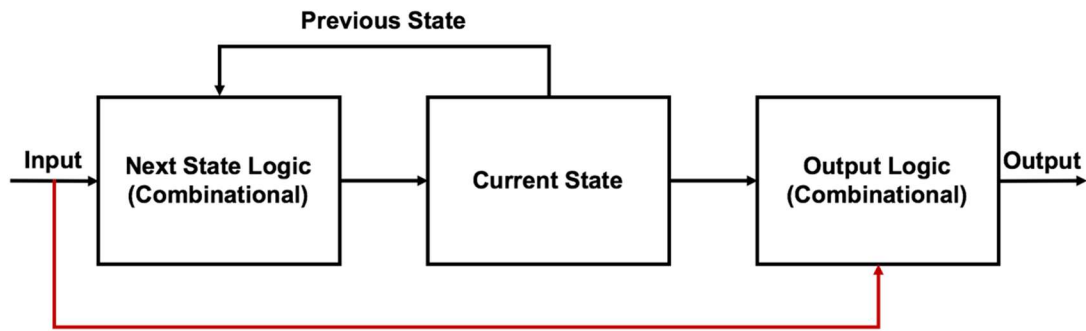 Previous State
Input
Next State Logic
(Combinational)
Current State
Output Logic
(Combinational)
Output